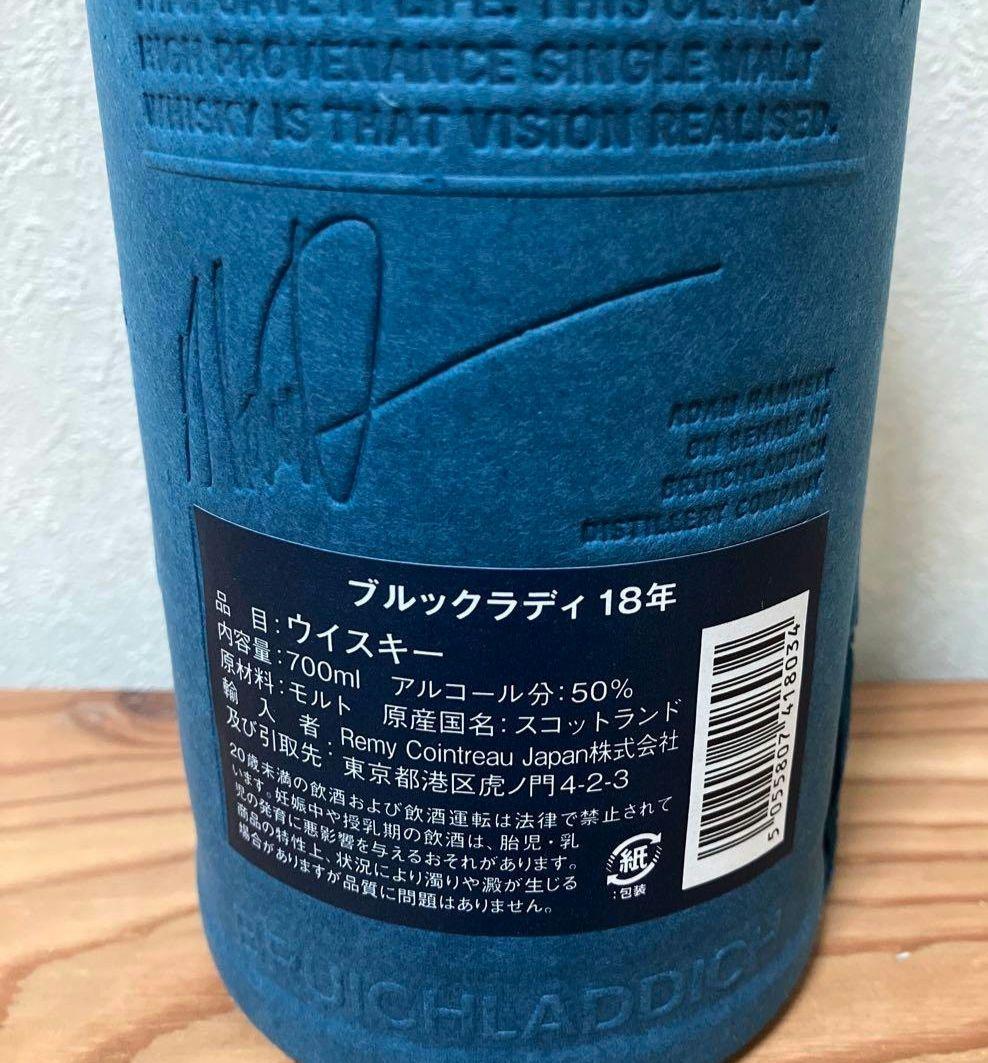 HIGH PROVENANCE SINGLE MALT
WHISKY IS THAT VISION REALISED.
ADAM HANNETT
ON BEHALF OF
BRUICHLADDICH
DISTILLERY COMPANY
ブルックラディ 18年
品目:ウイスキー
内容量:700ml アルコール分:50%
原材料:モルト 原産国名:スコットランド
輸入者 Remy Cointreau Japan株式会社
及び引取先:東京都港区虎ノ門4-2-3
20歳未満の飲酒および飲酒運転は法律で禁止されて
います。妊娠中や授乳期の飲酒は、胎児・乳
児の発育に悪影響を与えるおそれがあります。
商品の特性上、状況により濁りや澱が生じる
場合がありますが品質に問題はありません。
紙
:包装
5 055807 418034
BRUICHLADDICH